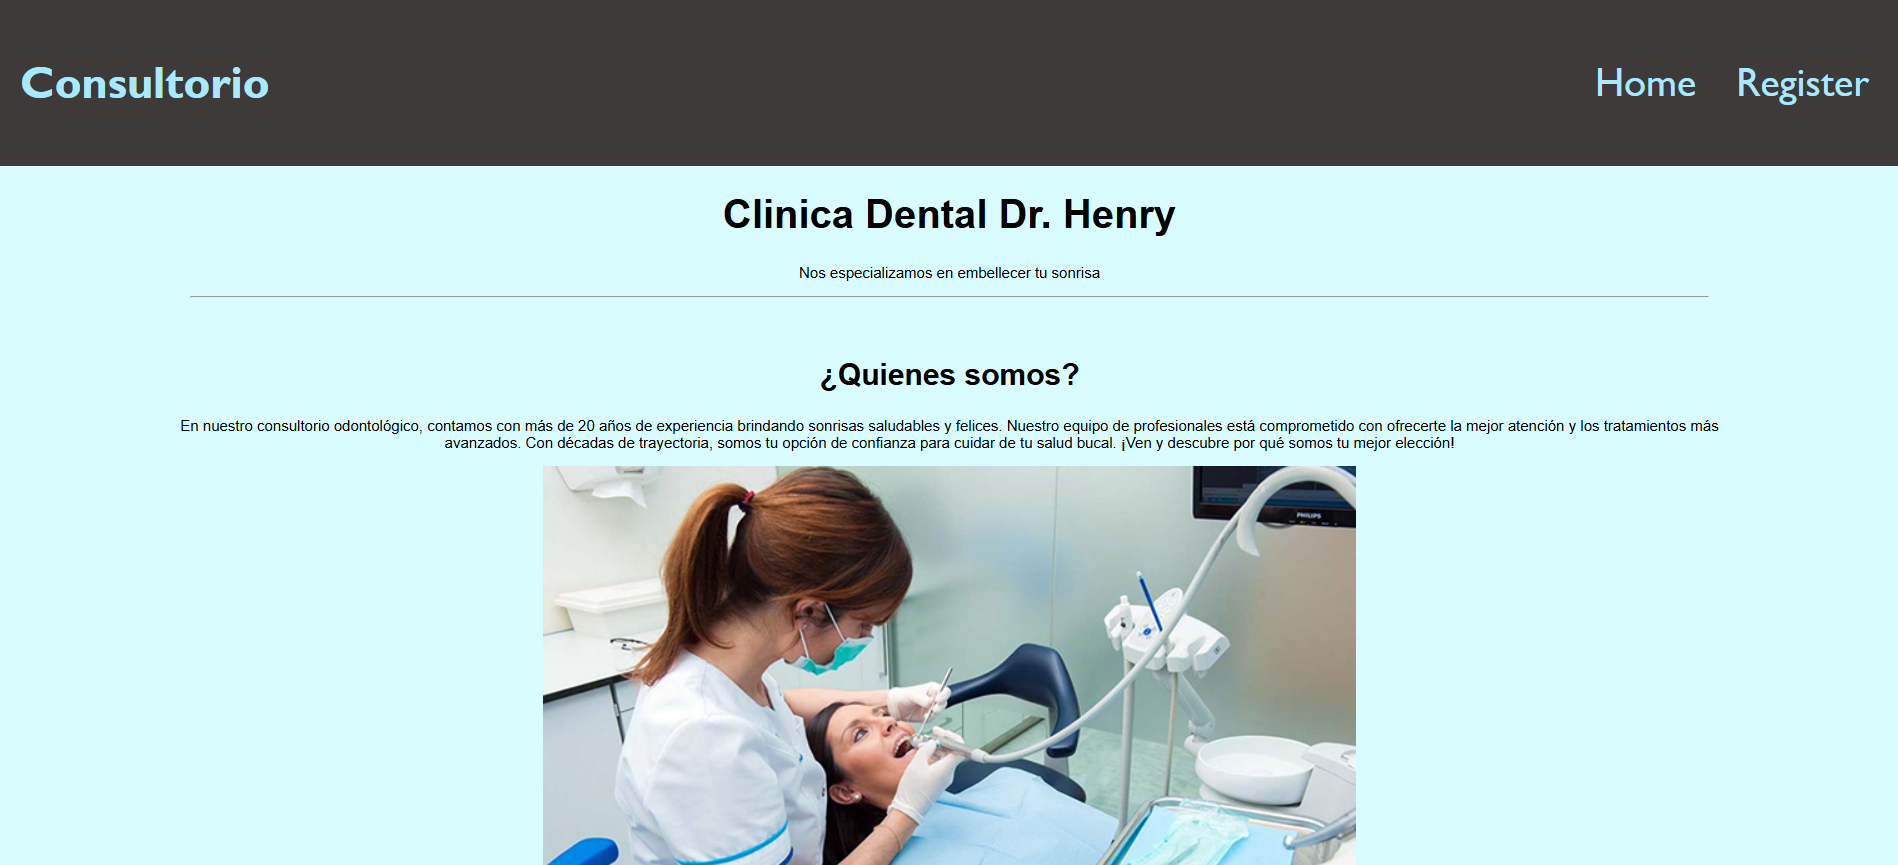 Consultorio
Home Register
Clinica Dental Dr. Henry
Nos especializamos en embellecer tu sonrisa
¿Quienes somos?
En nuestro consultorio odontológico, contamos con más de 20 años de experiencia brindando sonrisas saludables y felices. Nuestro equipo de profesionales está comprometido con ofrecerte la mejor atención y los tratamientos más
avanzados. Con décadas de trayectoria, somos tu opción de confianza para cuidar de tu salud bucal. ¡Ven y descubre por qué somos tu mejor elección!
PHILIPS